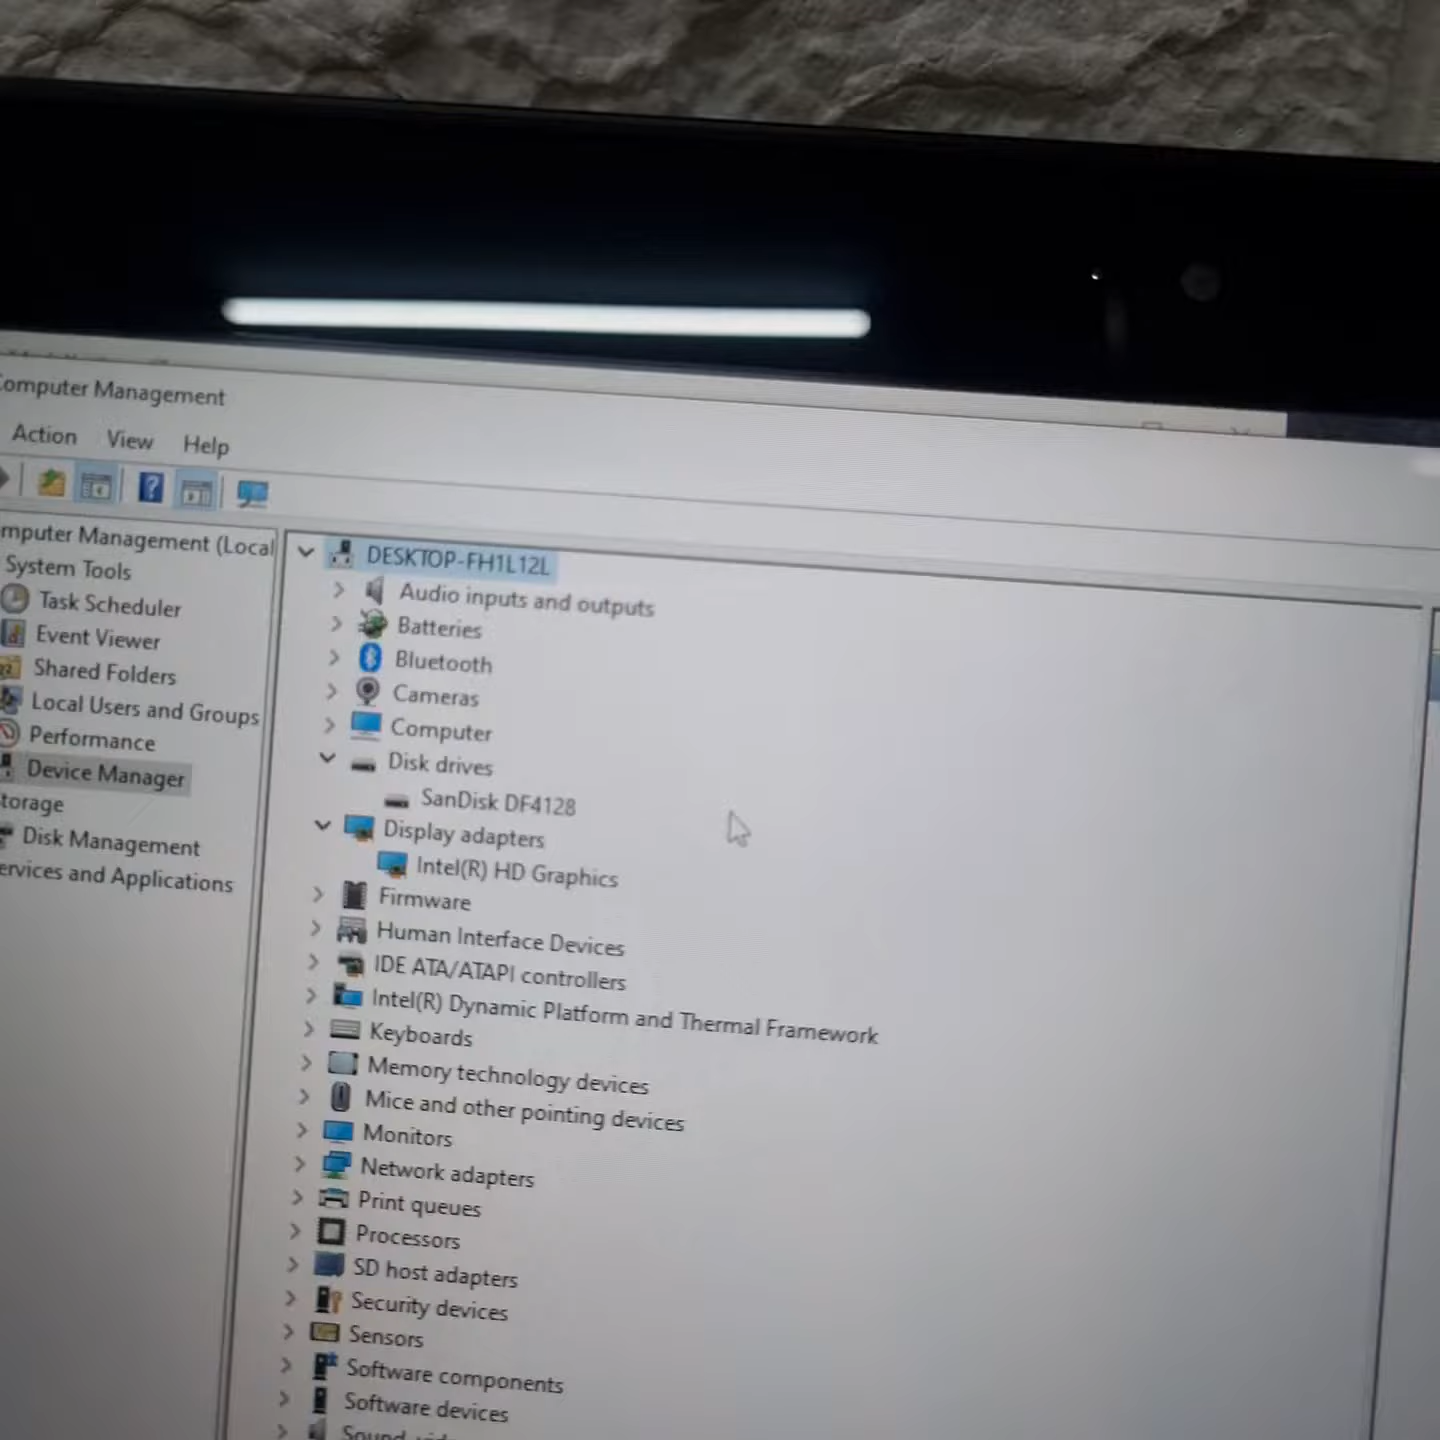 Computer Management
Action View Help
mputer Management (Local
System Tools
Task Scheduler
Event Viewer
Shared Folders
Local Users and Groups
Performance
Device Manager
torage
Disk Management
ervices and Applications
DESKTOP-FH1L12L
Audio inputs and outputs
Batteries
Bluetooth
Cameras
Computer
Disk drives
SanDisk DF4128
Display adapters
Intel(R) HD Graphics
Firmware
Human Interface Devices
IDE ATA/ATAPI controllers
Intel(R) Dynamic Platform and Thermal Framework
Keyboards
Memory technology devices
Mice and other pointing devices
Monitors
Network adapters
Print queues
Processors
SD host adapters
Security devices
Sensors
Software components
Software devices
Sound